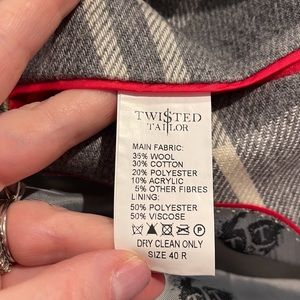 TWI$TED
TAILOR
MAIN FABRIC:
35% WOOL
30% COTTON
20% POLYESTER
10% ACRYLIC
5% OTHER FIBRES
LINING:
50% POLYESTER
50% VISCOSE
DRY CLEAN ONLY
SIZE 40 R